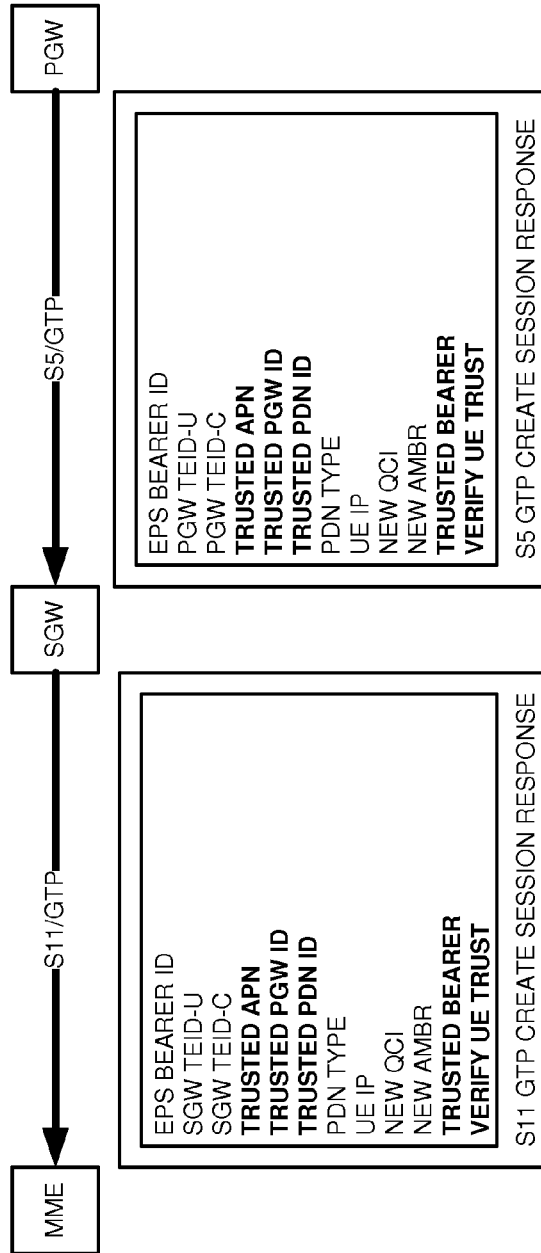 MME
S11/GTP
SGW
S5/GTP
PGW
EPS BEARER ID
SGW TEID-U
SGW TEID-C
TRUSTED APN
TRUSTED PGW ID
TRUSTED PDN ID
PDN TYPE
UE IP
NEW QCI
NEW AMBR
TRUSTED BEARER
VERIFY UE TRUST
S11 GTP CREATE SESSION RESPONSE
EPS BEARER ID
PGW TEID-U
PGW TEID-C
TRUSTED APN
TRUSTED PGW ID
TRUSTED PDN ID
PDN TYPE
UE IP
NEW QCI
NEW AMBR
TRUSTED BEARER
VERIFY UE TRUST
S5 GTP CREATE SESSION RESPONSE